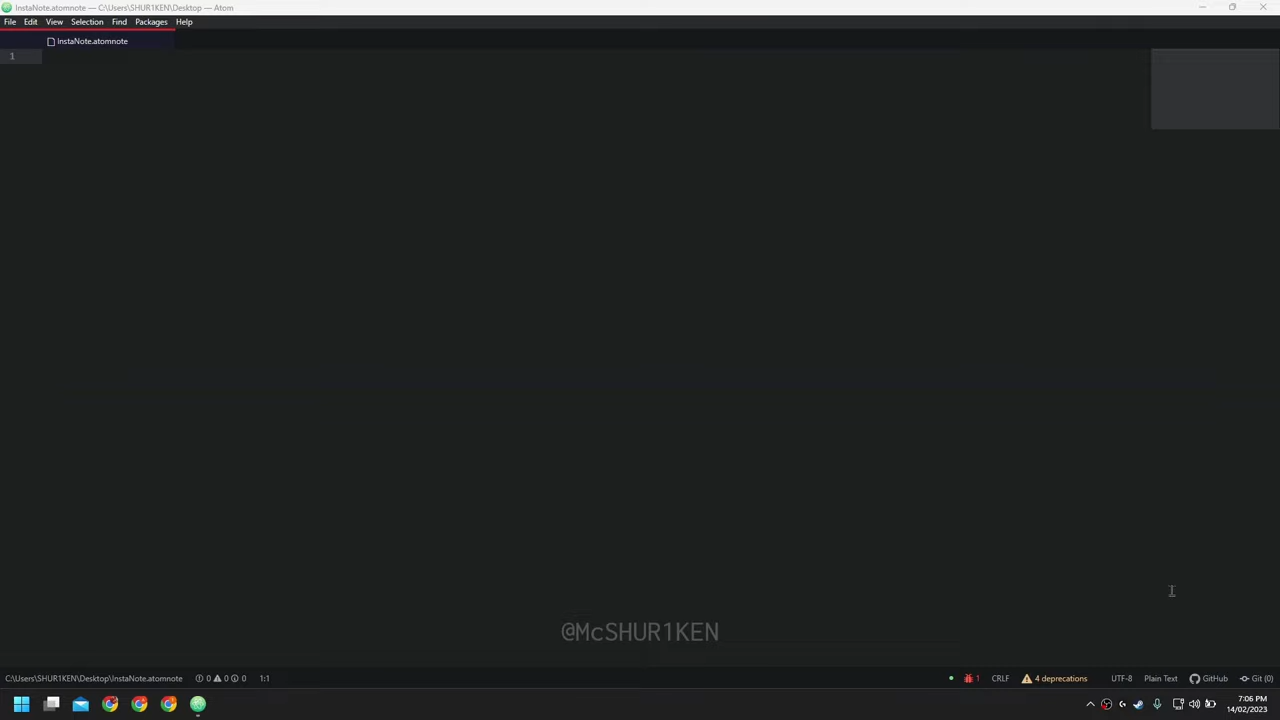 InstaNote.atomnote — C:\Users\SHUR1KEN\Desktop — Atom
File Edit View Selection Find Packages Help
InstaNote.atomnote
1
@McSHUR1KEN
C:\Users\SHUR1KEN\Desktop\InstaNote.atomnote 0 0 0 1:1 1 CRLF 4 deprecations UTF-8 Plain Text GitHub Git (0)
7:06 PM
14/02/2023